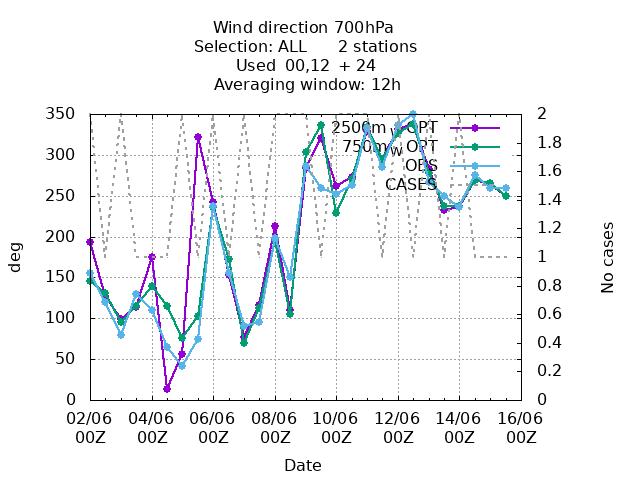 Wind direction 700hPa
Selection: ALL 2 stations
Used 00,12 + 24
Averaging window: 12h
350 2
300 1.8
250 1.6
200 1.4
150 1.2
100 1
50 0.8
0 0.6
0.4
0.2
0
2500m_W OPT
750m_W OPT
OBS
CASES
deg
No cases
02/06 04/06 06/06 08/06 10/06 12/06 14/06 16/06
00Z 00Z 00Z 00Z 00Z 00Z 00Z 00Z
Date